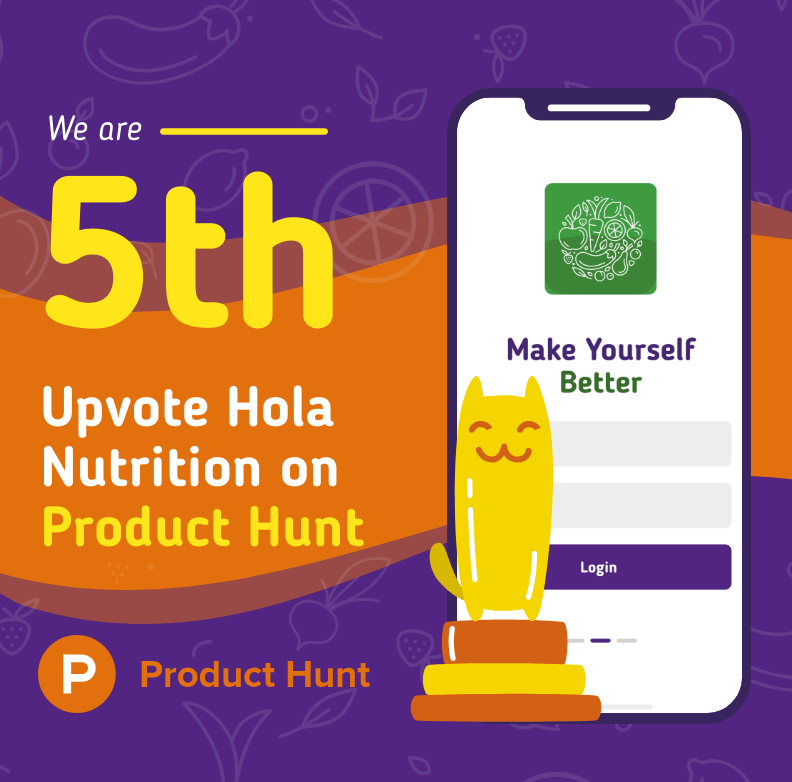 We are
5th
Upvote Hola
Nutrition on
Product Hunt
P
Product Hunt
Make Yourself
Better
Login